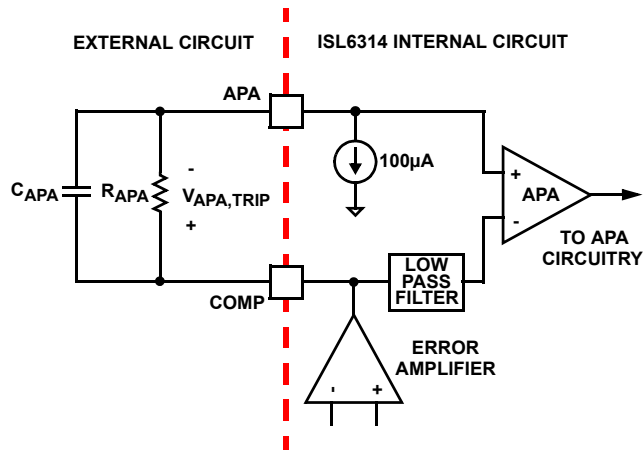 EXTERNAL CIRCUIT
ISL6314 INTERNAL CIRCUIT
APA
100µA
CAPA
RAPA
-
VAPA,TRIP
+
+
APA
-
TO APA
CIRCUITRY
LOW
PASS
FILTER
COMP
ERROR
AMPLIFIER
- +